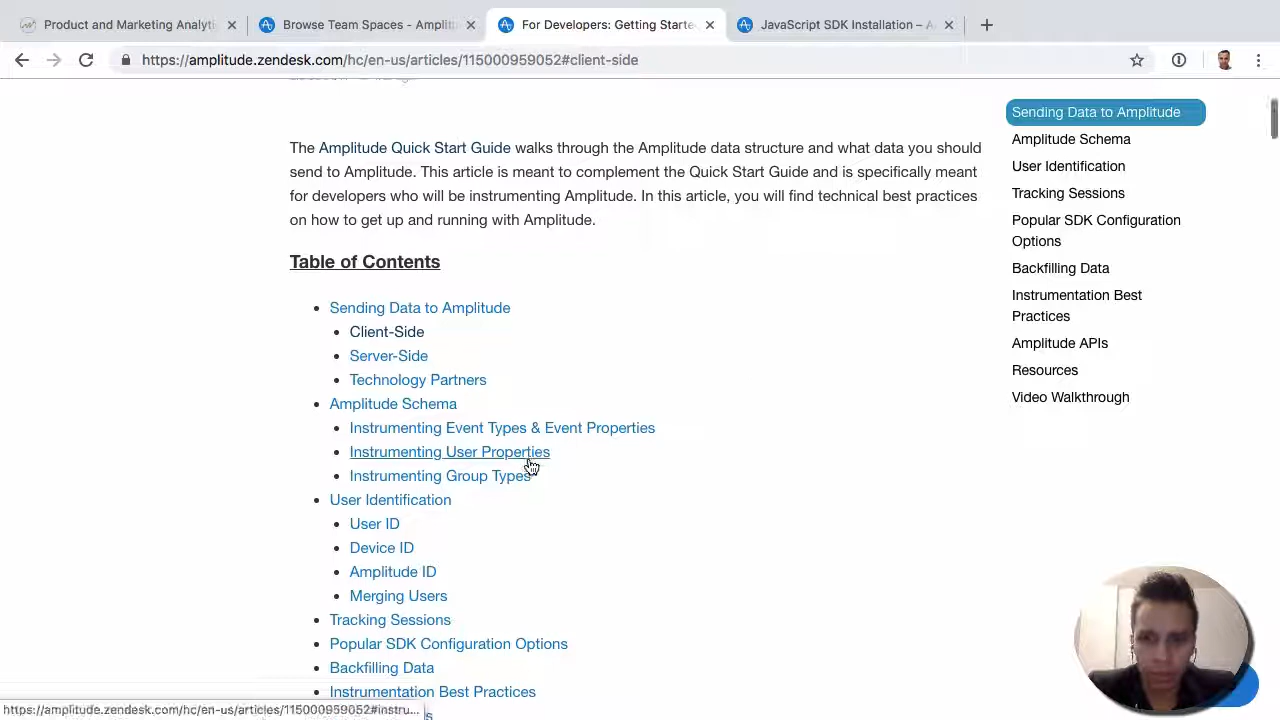 Product and Marketing Analyti
Browse Team Spaces - Amplit
For Developers: Getting Starte
JavaScript SDK Installation – A
https://amplitude.zendesk.com/hc/en-us/articles/115000959052#client-side
The Amplitude Quick Start Guide walks through the Amplitude data structure and what data you should
send to Amplitude. This article is meant to complement the Quick Start Guide and is specifically meant
for developers who will be instrumenting Amplitude. In this article, you will find technical best practices
on how to get up and running with Amplitude.
Table of Contents
Sending Data to Amplitude
Client-Side
Server-Side
Technology Partners
Amplitude Schema
Instrumenting Event Types & Event Properties
Instrumenting User Properties
Instrumenting Group Types
User Identification
User ID
Device ID
Amplitude ID
Merging Users
Tracking Sessions
Popular SDK Configuration Options
Backfilling Data
Instrumentation Best Practices
Sending Data to Amplitude
Amplitude Schema
User Identification
Tracking Sessions
Popular SDK Configuration
Options
Backfilling Data
Instrumentation Best
Practices
Amplitude APIs
Resources
Video Walkthrough
https://amplitude.zendesk.com/hc/en-us/articles/115000959052#instru...